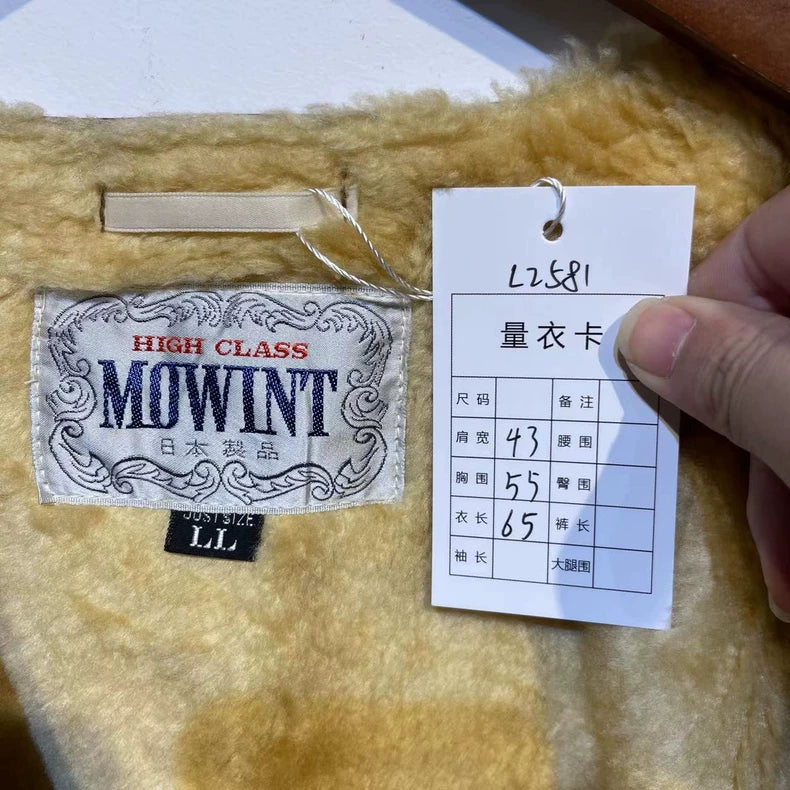 HIGH CLASS
MOWINT
日本製品
JUST SIZE
LL
LZ581
量衣卡
尺码 备注
肩宽 43 腰围
胸围 55 臀围
衣长 65 裤长
袖长 大腿围